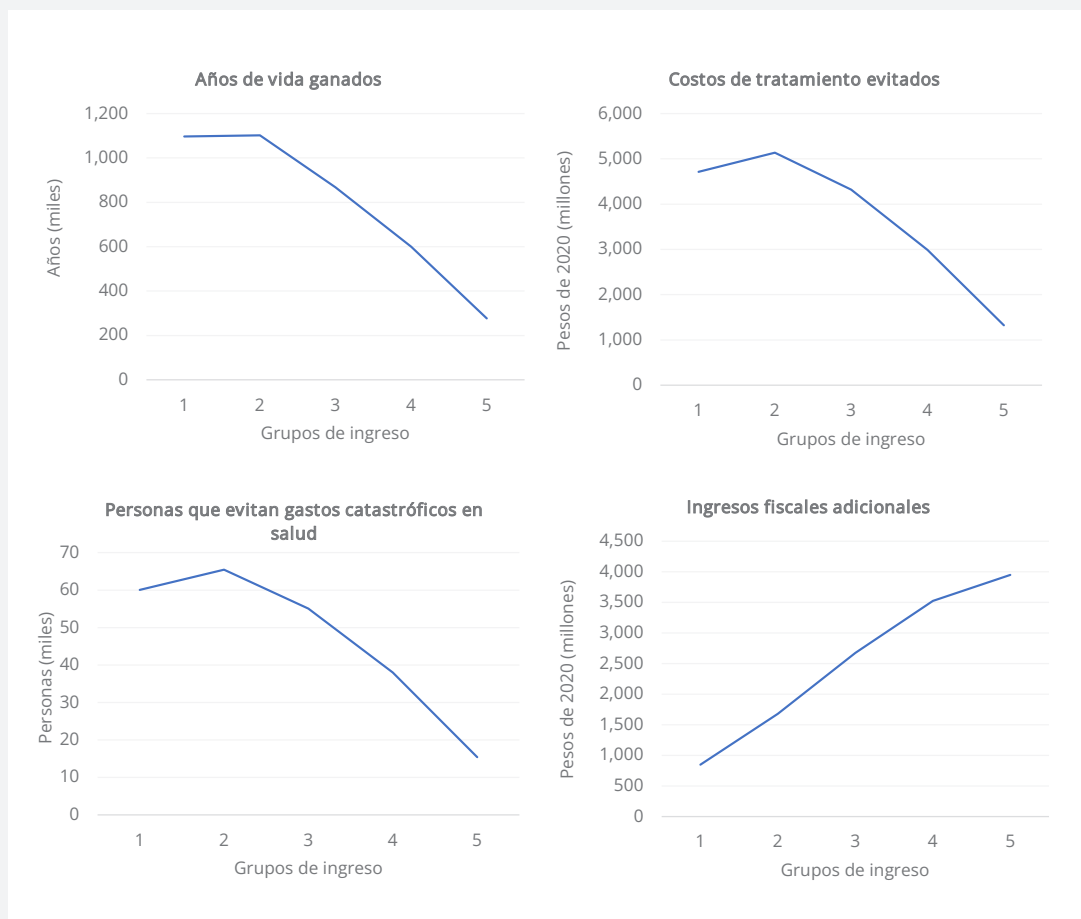 Años de vida ganados
1,200
1,000
800
600
400
200
0
Años (miles)
1 2 3 4 5
Grupos de ingreso
Costos de tratamiento evitados
6,000
5,000
4,000
3,000
2,000
1,000
0
Pesos de 2020 (millones)
1 2 3 4 5
Grupos de ingreso
Personas que evitan gastos catastróficos en
salud
70
60
50
40
30
20
10
0
Personas (miles)
1 2 3 4 5
Grupos de ingreso
Ingresos fiscales adicionales
4,500
4,000
3,500
3,000
2,500
2,000
1,500
1,000
500
0
Pesos de 2020 (millones)
1 2 3 4 5
Grupos de ingreso